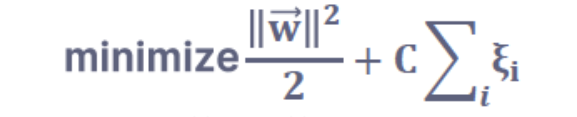 minimize ‖w⃗‖² / 2 + C ∑ᵢ ξᵢ